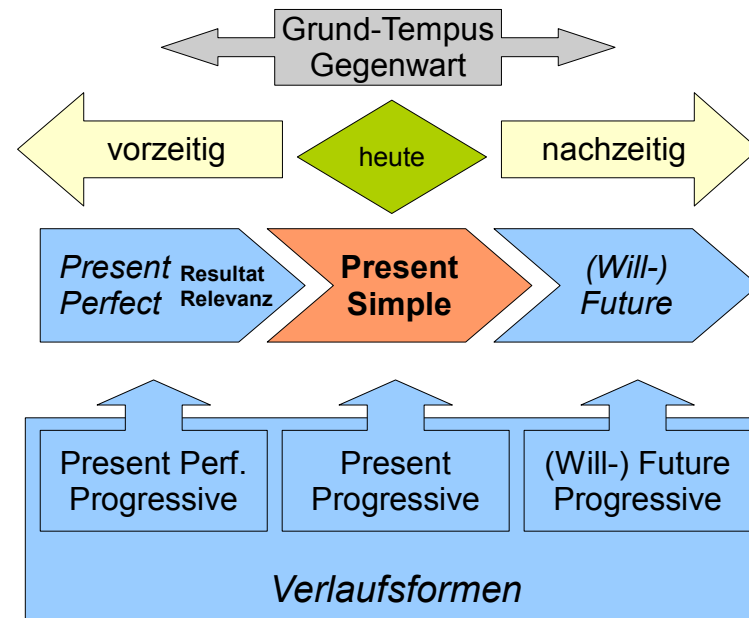 Grund-Tempus
Gegenwart
vorzeitig
heute
nachzeitig
Present
Perfect
Resultat
Relevanz
Present
Simple
(Will-)
Future
Present Perf.
Progressive
Present
Progressive
(Will-) Future
Progressive
Verlaufsformen